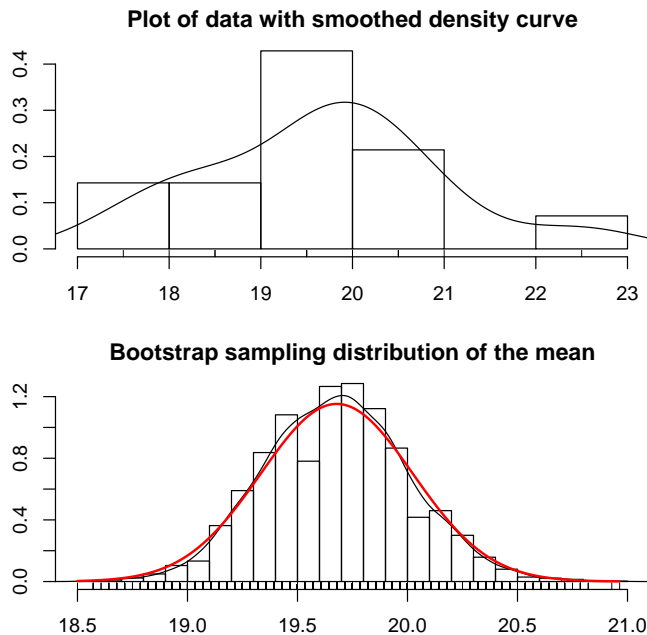 Plot of data with smoothed density curve
0.4
0.3
0.2
0.1
0.0
17 18 19 20 21 22 23
Bootstrap sampling distribution of the mean
1.2
0.8
0.4
0.0
18.5 19.0 19.5 20.0 20.5 21.0